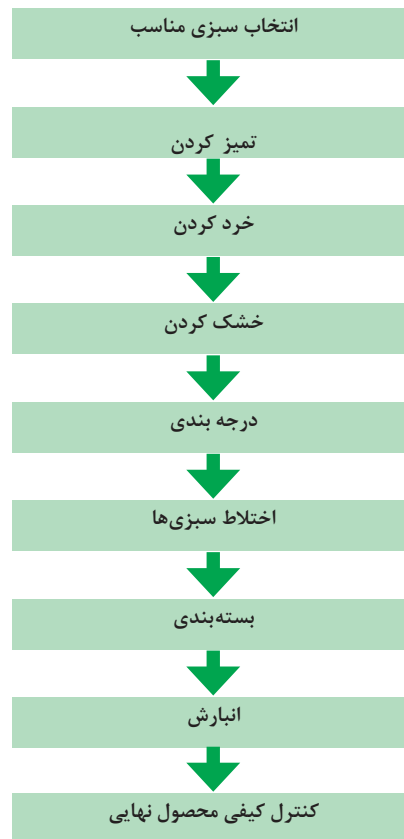 انتخاب سبزی مناسب
تمیز کردن
خرد کردن
خشک کردن
درجه بندی
اختلاط سبزی‌ها
بسته‌بندی
انبارش
کنترل کیفی محصول نهایی